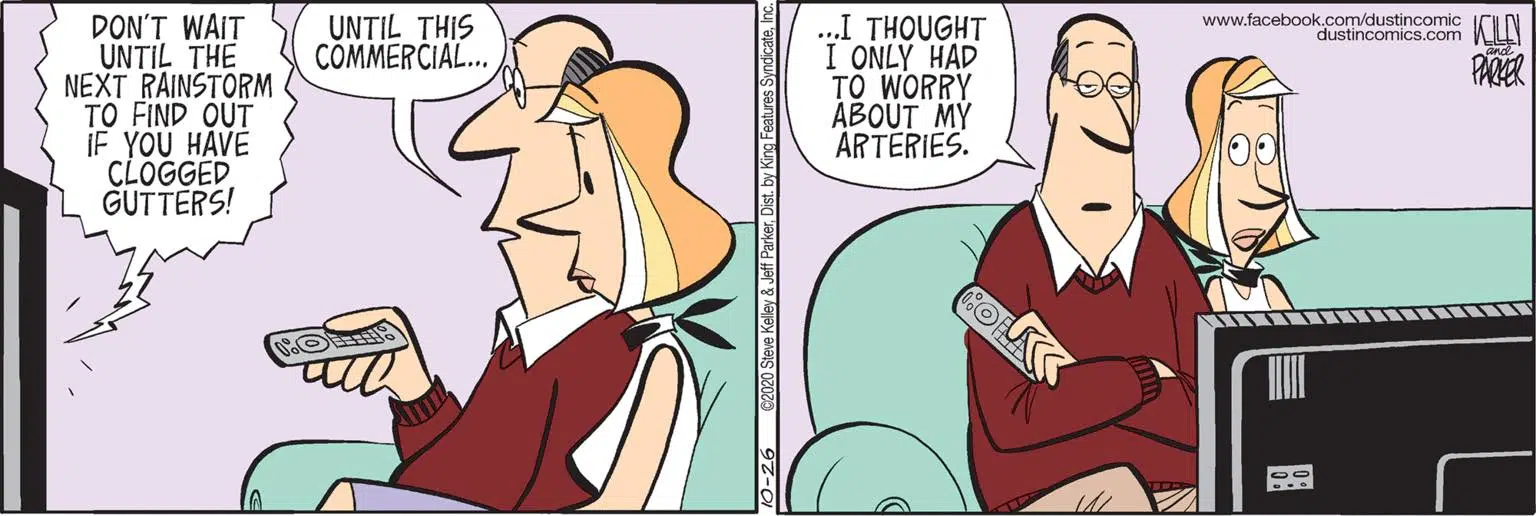 DON'T WAIT
UNTIL THE
NEXT RAINSTORM
TO FIND OUT
IF YOU HAVE
CLOGGED
GUTTERS!
UNTIL THIS
COMMERCIAL...
©2020 Steve Kelley & Jeff Parker, Dist. by King Features Syndicate, Inc.
10-26
...I THOUGHT
I ONLY HAD
TO WORRY
ABOUT MY
ARTERIES.
www.facebook.com/dustincomic
dustincomics.com
KELLEY
and
PARKER